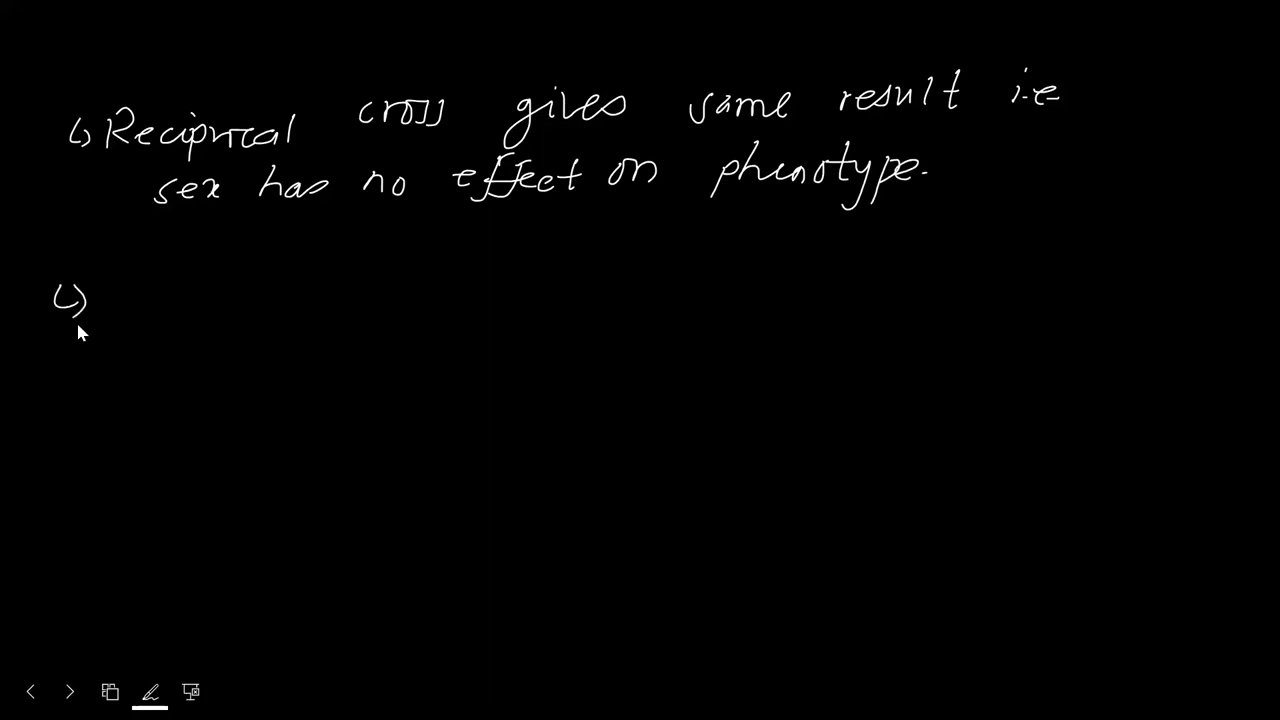 ↳ Reciprocal cross gives same result i.e
sex has no effect on phenotype.
↳